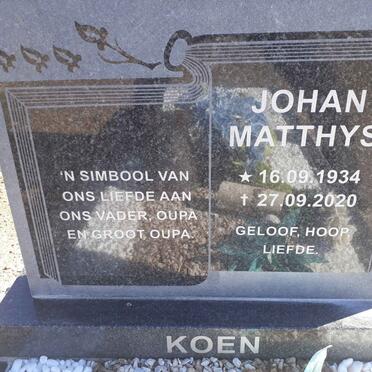 'N SIMBOOL VAN
ONS LIEFDE AAN
ONS VADER, OUPA
EN GROOT OUPA.
JOHAN
MATTHYS
★ 16.09.1934
✝ 27.09.2020
GELOOF, HOOP,
LIEFDE.
KOEN